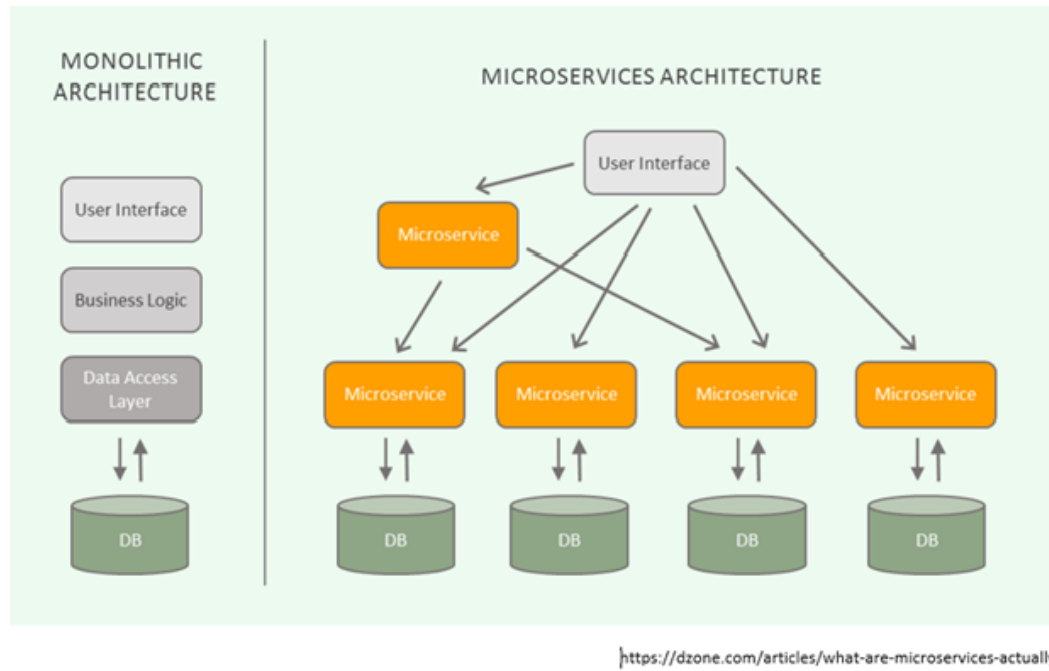 MONOLITHIC
ARCHITECTURE
MICROSERVICES ARCHITECTURE
User Interface
Business Logic
Data Access
Layer
DB
User Interface
Microservice
Microservice
Microservice
Microservice
Microservice
DB
DB
DB
DB
https://dzone.com/articles/what-are-microservices-actuall